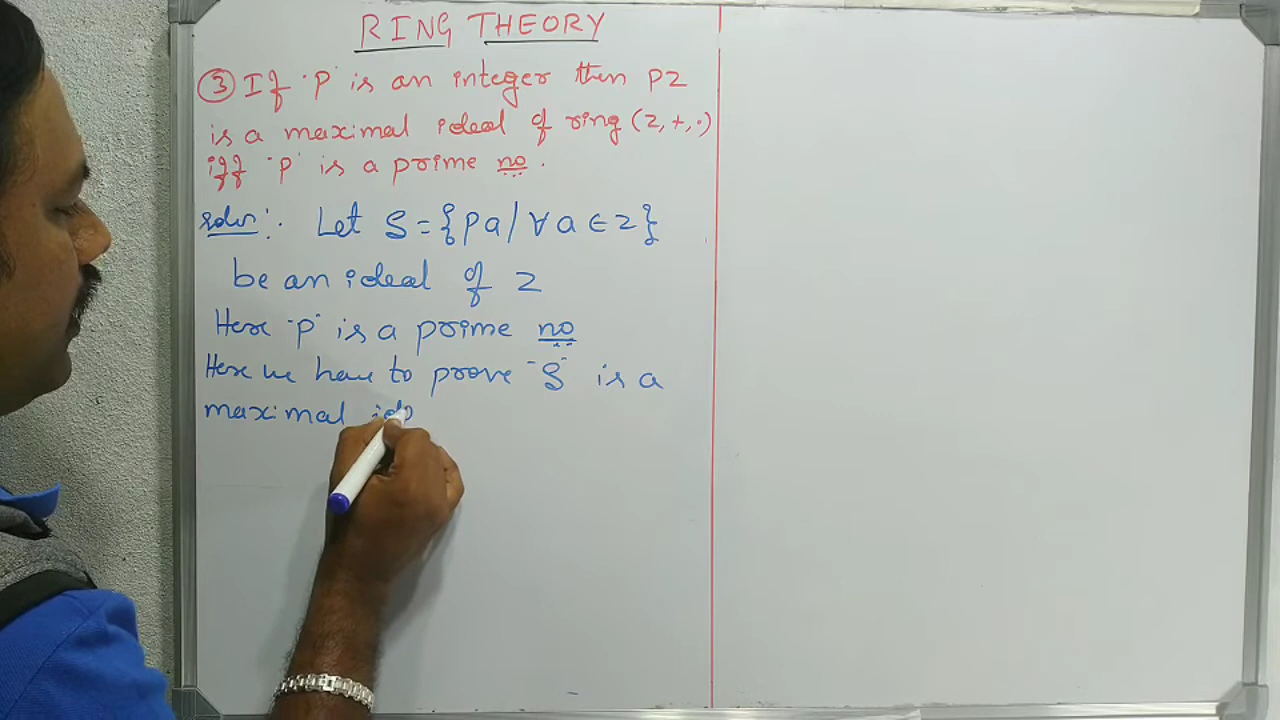 RING THEORY
③ If 'P' is an integer then PZ
is a maximal ideal of ring (Z, +, ·)
iff 'P' is a prime no.
soln:. Let S = {pa / ∀ a ∈ Z}
be an ideal of Z
Here "P" is a prime no
Here we have to prove "S" is a
maximal ide